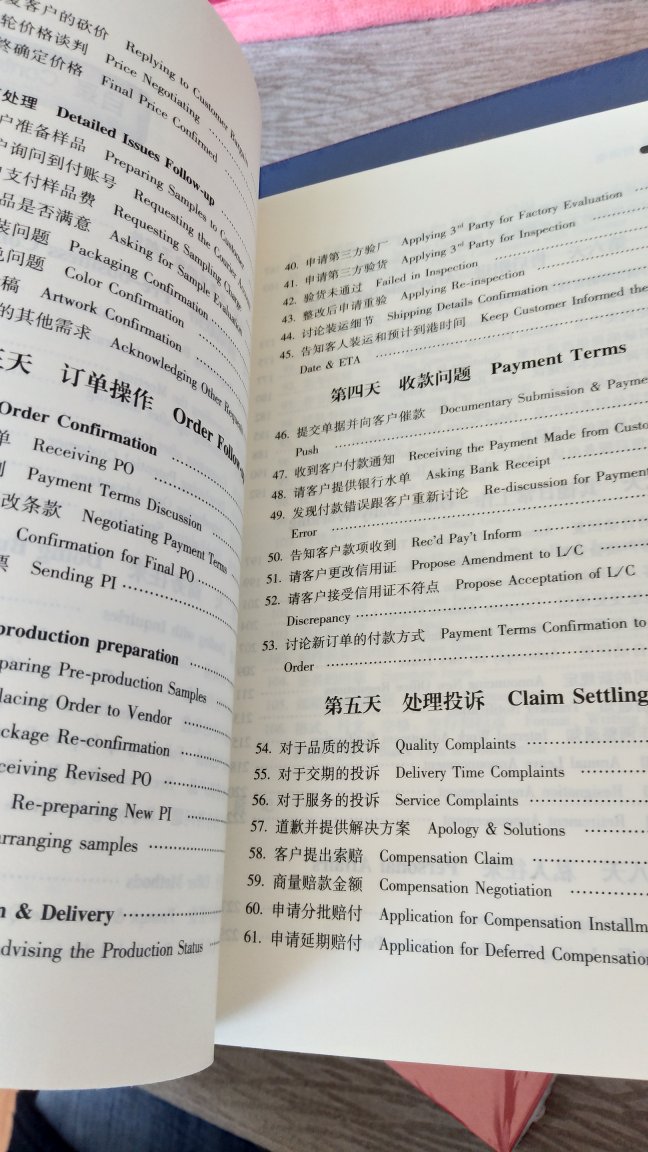 客户的砍价 Replying to Customer
轮价格谈判 Price Negotiating
终确定价格 Final Price Confirmed
处理 Detailed Issues Follow-up
户准备样品 Preparing Samples to Customer
户询问到付账号 Requesting the Courier Account
支付样品费 Requesting Sampling Charge
品是否满意 Asking for Sample Evaluation
装问题 Packaging Confirmation
问题 Color Confirmation
稿 Artwork Confirmation
的其他需求 Acknowledging Other
三天 订单操作 Order Follow-u
Order Confirmation
单 Receiving PO
Payment Terms Discussion
改条款 Negotiating Payment Terms
Confirmation for Final PO
票 Sending PI
production preparation
paring Pre-production Samples
lacing Order to Vendor
ckage Re-confirmation
ceiving Revised PO
Re-preparing New PI
arranging samples
n & Delivery
dvising the Production Status
40. 申请第三方验厂 Applying 3rd Party for Factory Evaluation
41. 申请第三方验货 Applying 3rd Party for Inspection
42. 验货未通过 Failed in Inspection
43. 整改后申请重验 Applying Re-inspection
44. 讨论装运细节 Shipping Details Confirmation
45. 告知客人装运和预计到港时间 Keep Customer Informed the
Date & ETA
第四天 收款问题 Payment Terms
46. 提交单据并向客户催款 Documentary Submission & Payme
Push
47. 收到客户付款通知 Receiving the Payment Made from Custo
48. 请客户提供银行水单 Asking Bank Receipt
49. 发现付款错误跟客户重新讨论 Re-discussion for Payment
Error
50. 告知客户款项收到 Rec'd Pay't Inform
51. 请客户更改信用证 Propose Amendment to L/C
52. 请客户接受信用证不符点 Propose Acceptation of L/C
Discrepancy
53. 讨论新订单的付款方式 Payment Terms Confirmation to
Order
第五天 处理投诉 Claim Settling
54. 对于品质的投诉 Quality Complaints
55. 对于交期的投诉 Delivery Time Complaints
56. 对于服务的投诉 Service Complaints
57. 道歉并提供解决方案 Apology & Solutions
58. 客户提出索赔 Compensation Claim
59. 商量赔款金额 Compensation Negotiation
60. 申请分批赔付 Application for Compensation Installm
61. 申请延期赔付 Application for Deferred Compensatio